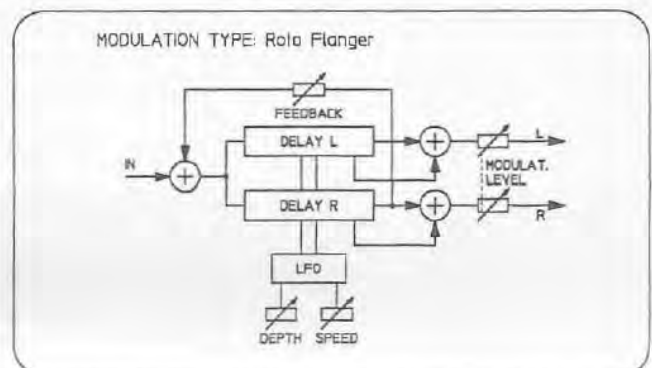 MODULATION TYPE: Roto Flanger
FEEDBACK
DELAY L
L
IN
MODULAT.
LEVEL
DELAY R
R
LFO
DEPTH SPEED